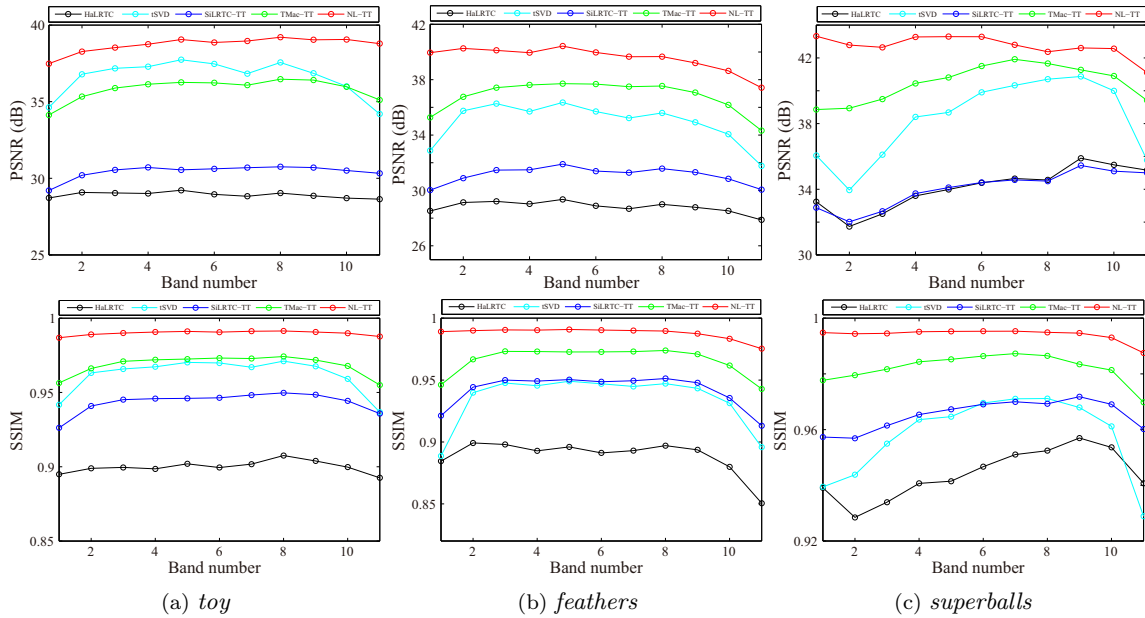 HaLRTC tSVD SiLRTC−TT TMac−TT NL−TT
40
35
30
25
PSNR (dB)
2 4 6 8 10
Band number
HaLRTC tSVD SiLRTC−TT TMac−TT NL−TT
42
38
34
30
26
PSNR (dB)
2 4 6 8 10
Band number
HaLRTC tSVD SiLRTC−TT TMac−TT NL−TT
42
38
34
30
PSNR (dB)
2 4 6 8 10
Band number
HaLRTC tSVD SiLRTC−TT TMac−TT NL−TT
1
0.95
0.9
0.85
SSIM
2 4 6 8 10
Band number
(a) toy
HaLRTC tSVD SiLRTC−TT TMac−TT NL−TT
1
0.95
0.9
0.85
SSIM
2 4 6 8 10
Band number
(b) feathers
HaLRTC tSVD SiLRTC−TT TMac−TT NL−TT
1
0.96
0.92
SSIM
2 4 6 8 10
Band number
(c) superballs